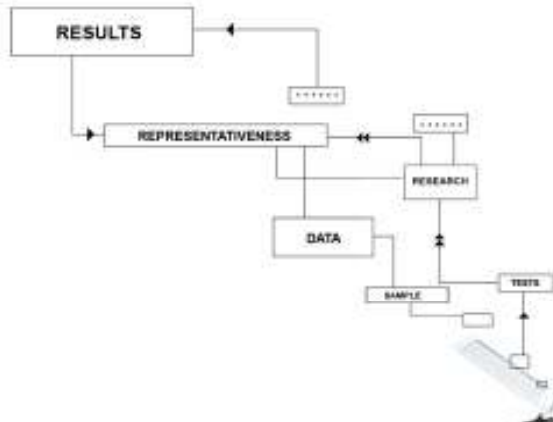 RESULTS
REPRESENTATIVENESS
RESEARCH
DATA
TESTS
SAMPLE